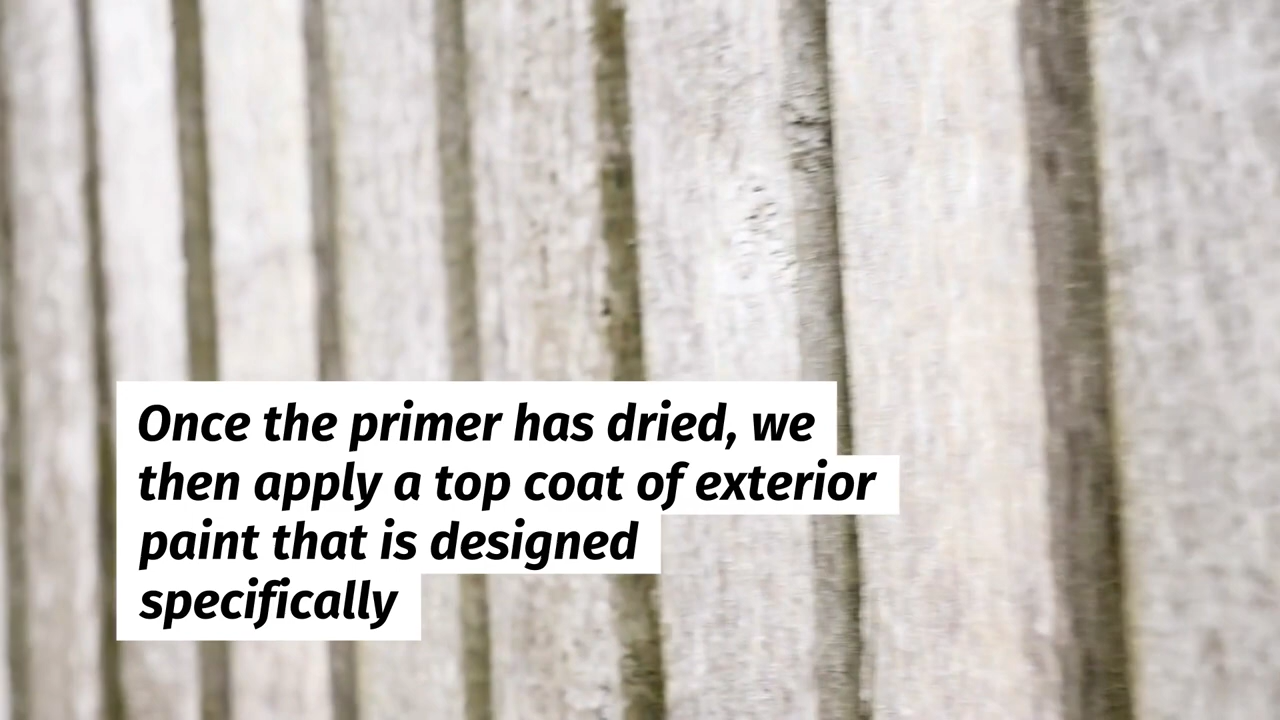 Once the primer has dried, we
then apply a top coat of exterior
paint that is designed
specifically